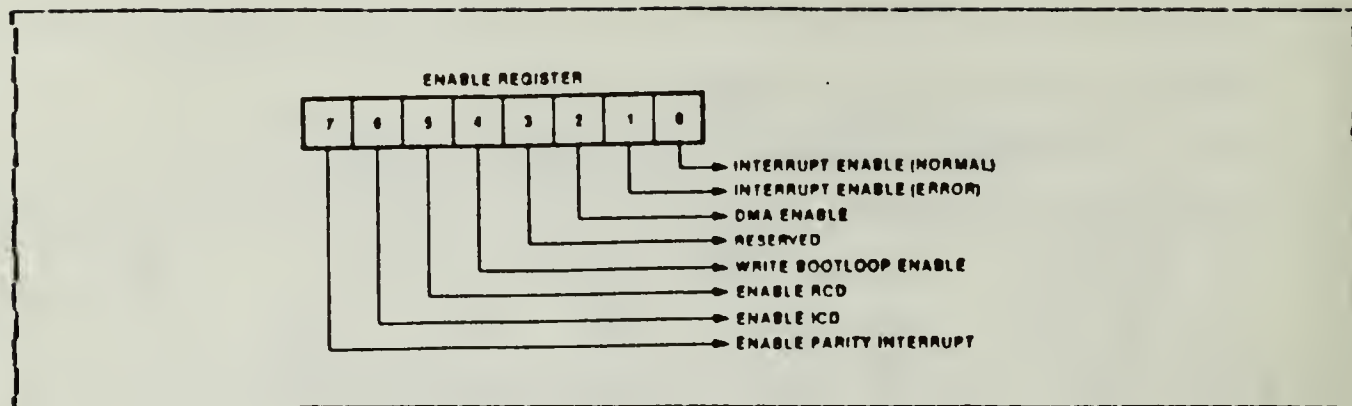 ENABLE REGISTER
7 6 5 4 3 2 1 0
INTERRUPT ENABLE (NORMAL)
INTERRUPT ENABLE (ERROR)
DMA ENABLE
RESERVED
WRITE BOOTLOOP ENABLE
ENABLE RCD
ENABLE ICD
ENABLE PARITY INTERRUPT